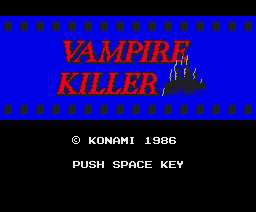 VAMPIRE
KILLER
© KONAMI 1986
PUSH SPACE KEY